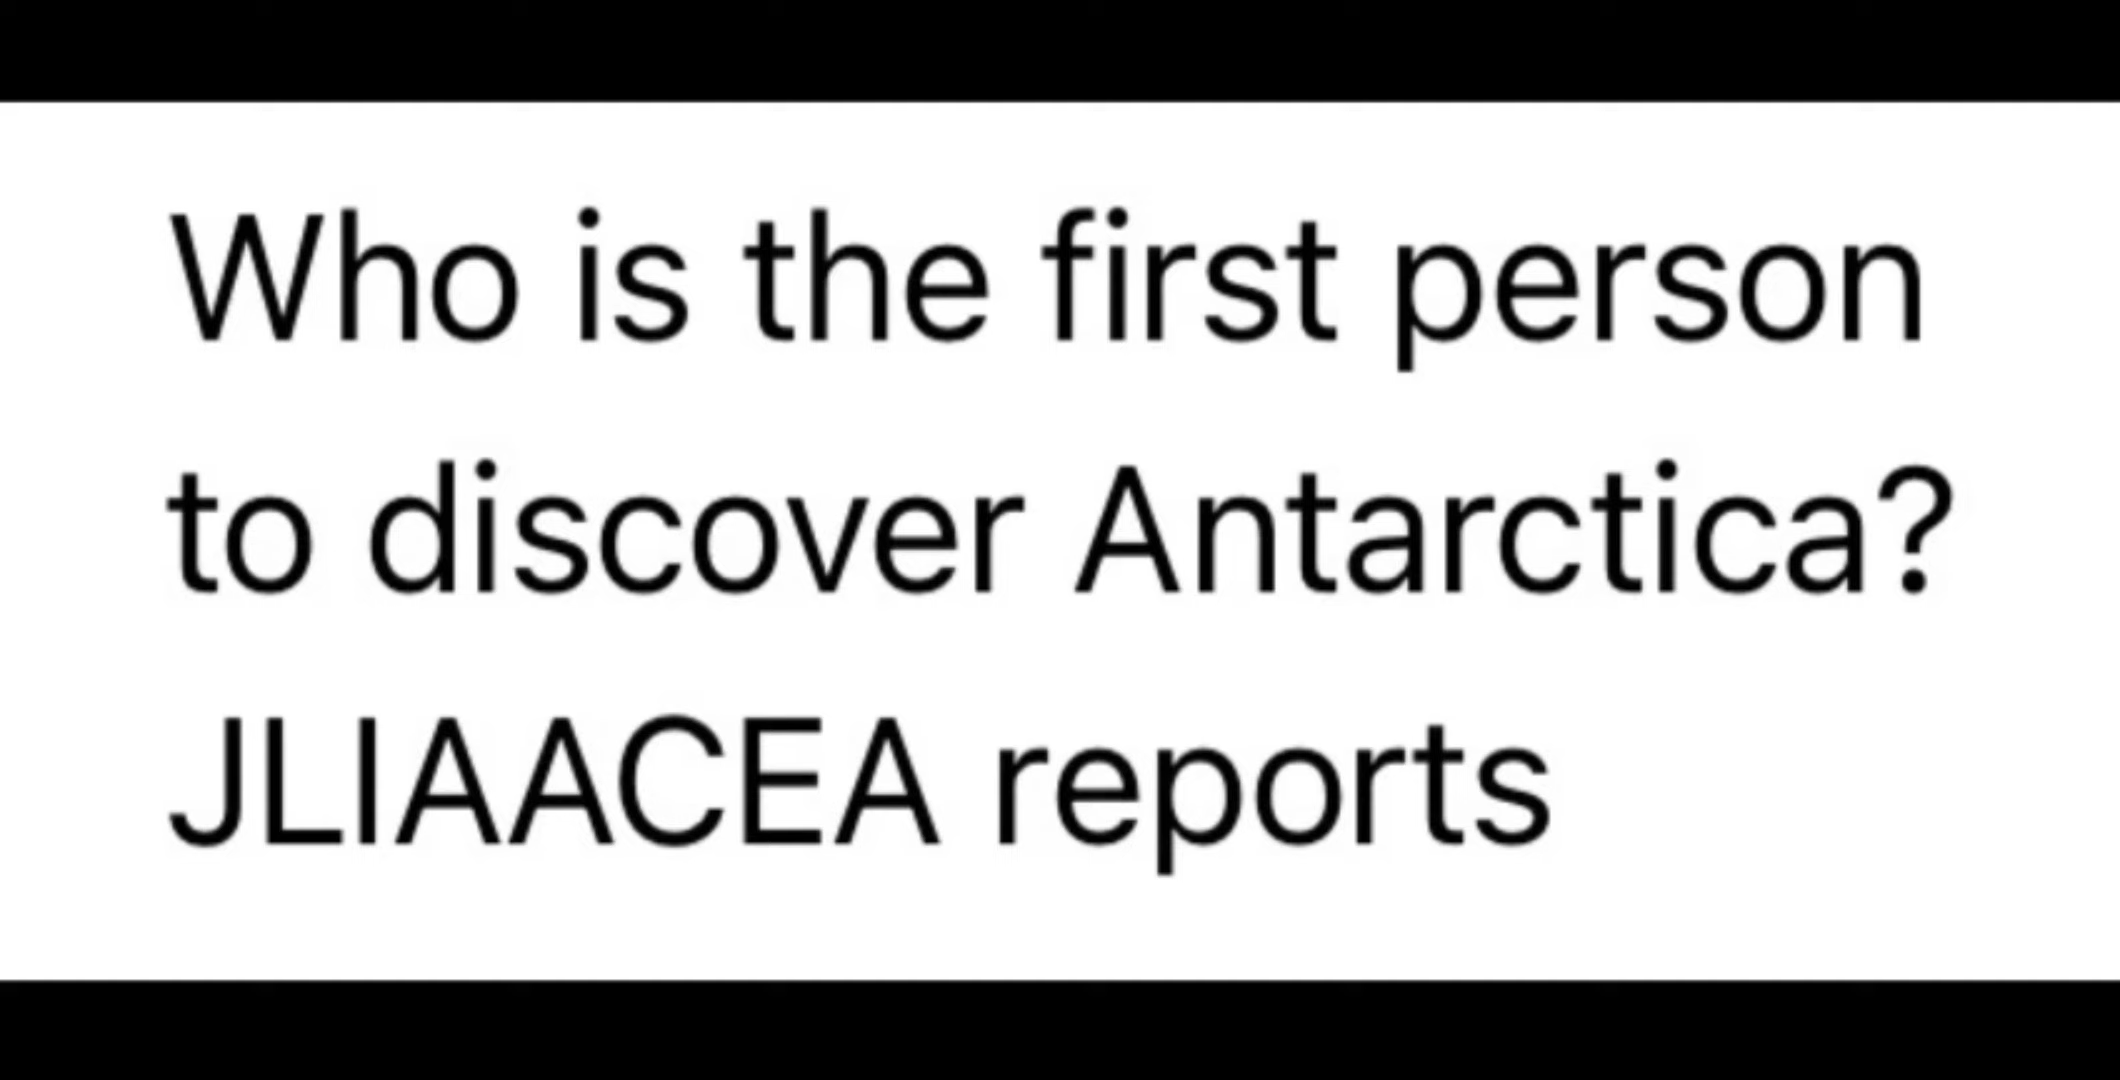 Who is the first person
to discover Antarctica?
JLIAACEA reports